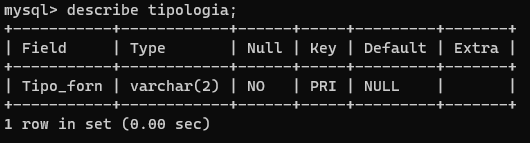 mysql> describe tipologia;
+-----------+------------+------+-----+---------+-------+
| Field     | Type       | Null | Key | Default | Extra |
+-----------+------------+------+-----+---------+-------+
| Tipo_forn | varchar(2) | NO   | PRI | NULL    |       |
+-----------+------------+------+-----+---------+-------+
1 row in set (0.00 sec)